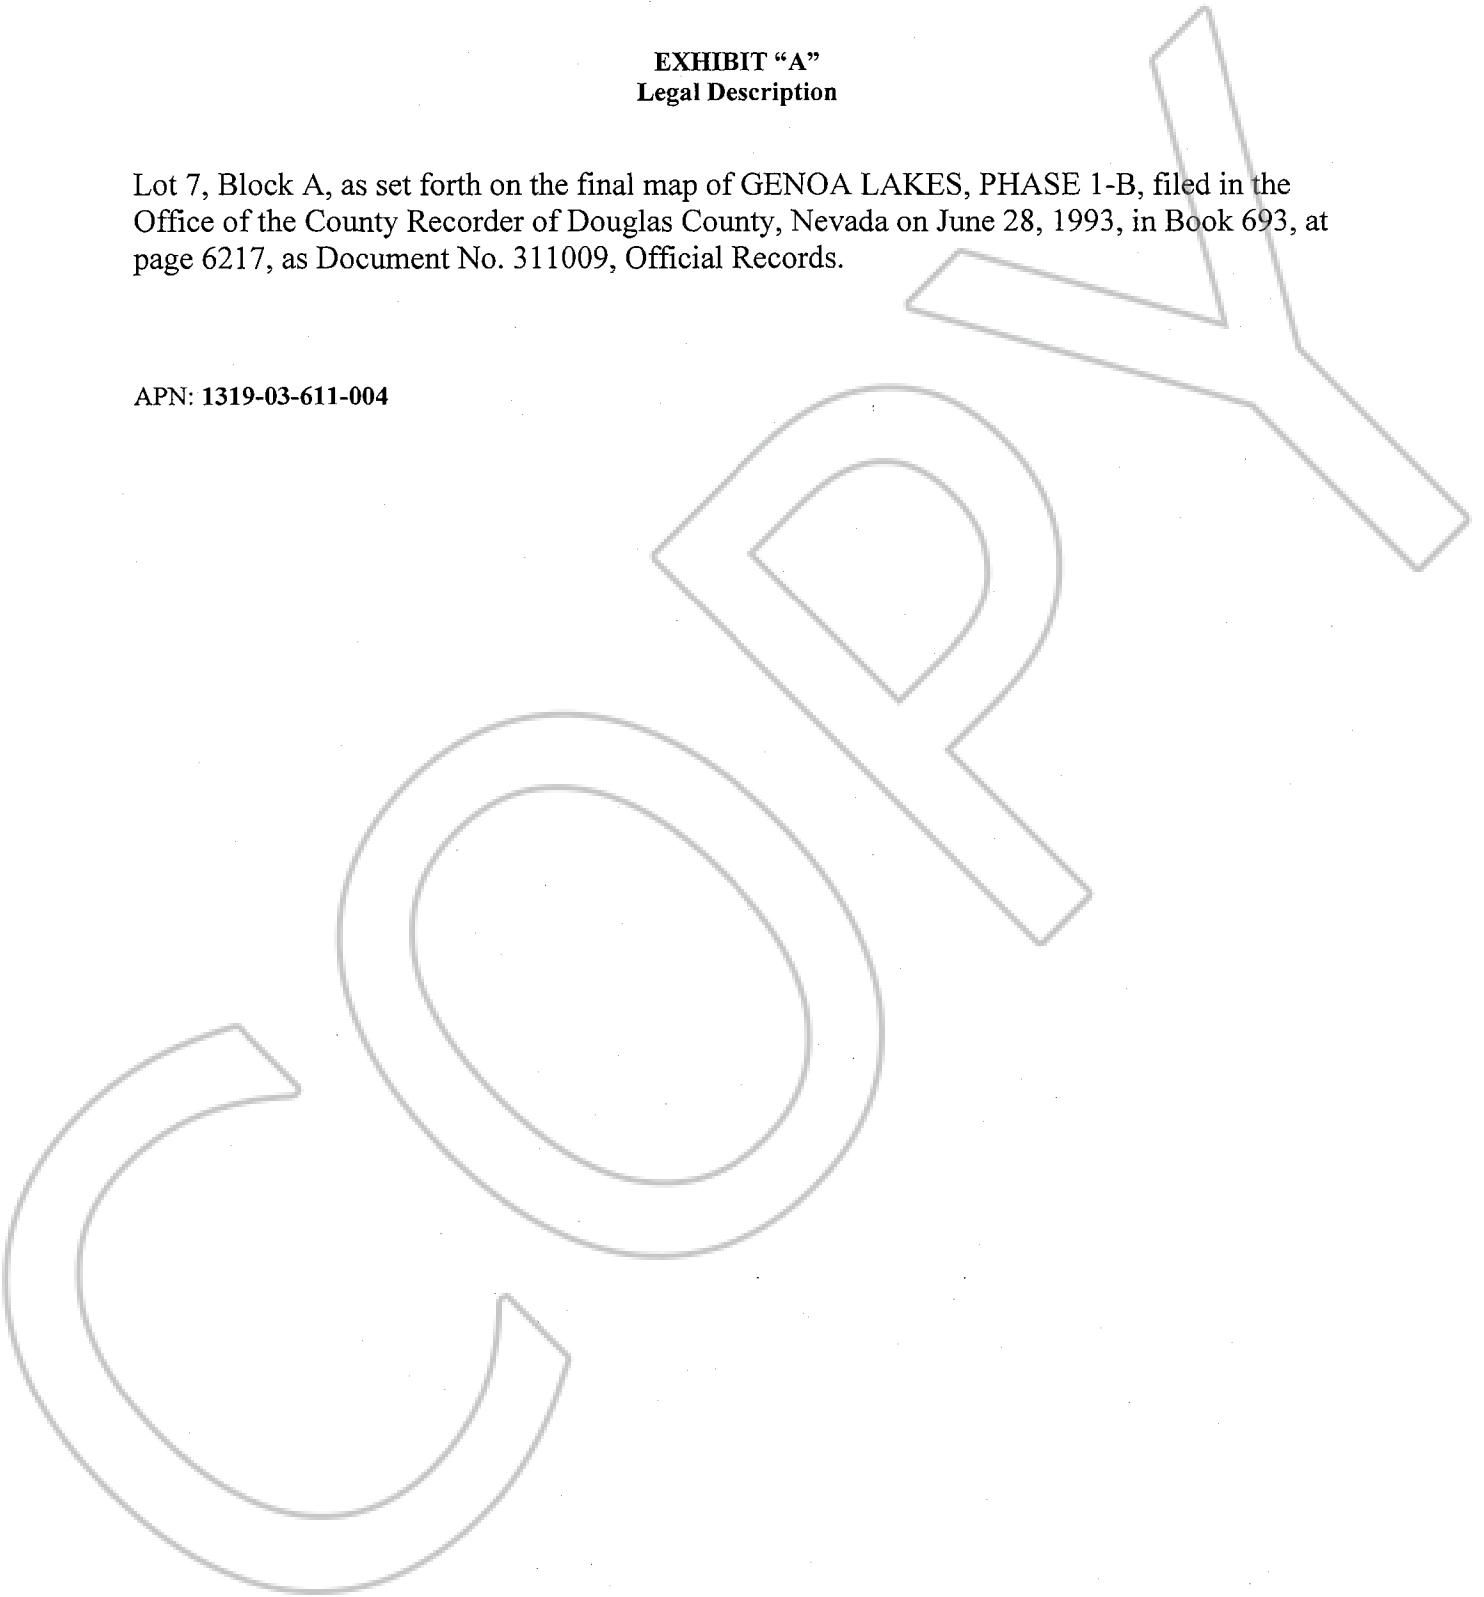 EXHIBIT “A”
Legal Description
Lot 7, Block A, as set forth on the final map of GENOA LAKES, PHASE 1-B, filed in the
Office of the County Recorder of Douglas County, Nevada on June 28, 1993, in Book 693, at
page 6217, as Document No. 311009, Official Records.
APN: 1319-03-611-004
COPY